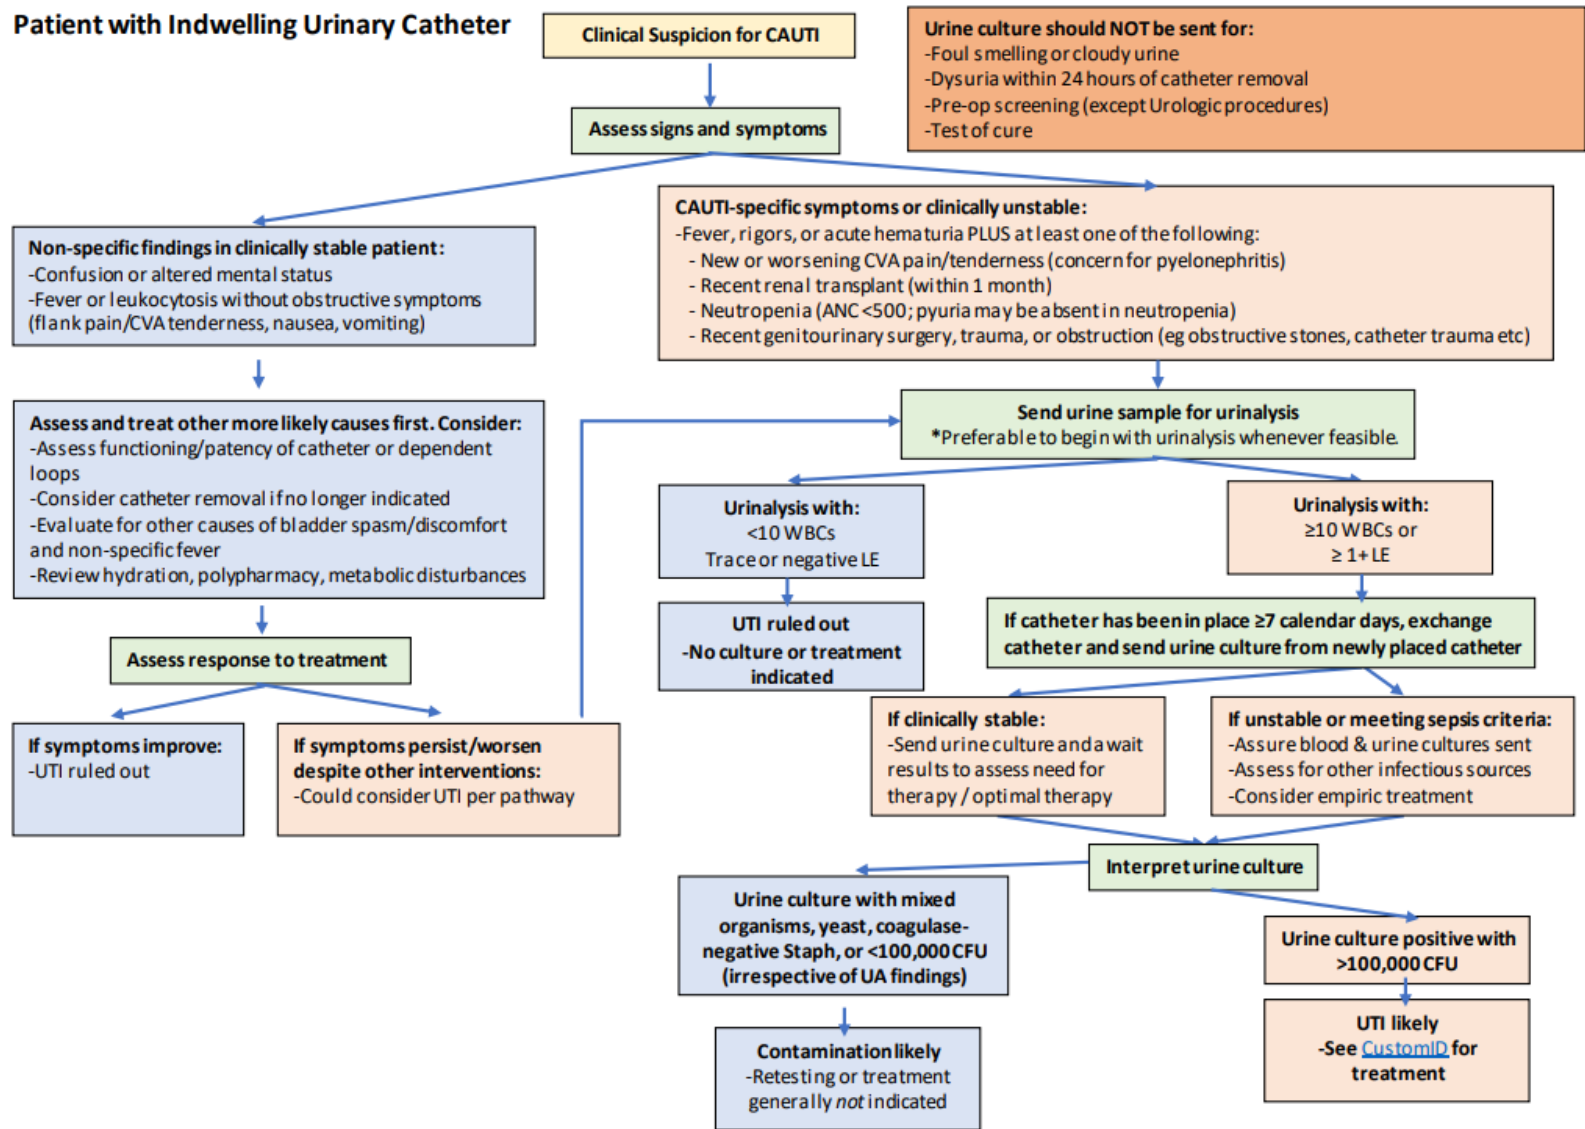 Patient with Indwelling Urinary Catheter
Clinical Suspicion for CAUTI
Urine culture should NOT be sent for:
-Foul smelling or cloudy urine
-Dysuria within 24 hours of catheter removal
-Pre-op screening (except Urologic procedures)
-Test of cure
Assess signs and symptoms
Non-specific findings in clinically stable patient:
-Confusion or altered mental status
-Fever or leukocytosis without obstructive symptoms
(flank pain/CVA tenderness, nausea, vomiting)
CAUTI-specific symptoms or clinically unstable:
-Fever, rigors, or acute hematuria PLUS at least one of the following:
- New or worsening CVA pain/tenderness (concern for pyelonephritis)
- Recent renal transplant (within 1 month)
- Neutropenia (ANC <500; pyuria may be absent in neutropenia)
- Recent genitourinary surgery, trauma, or obstruction (eg obstructive stones, catheter trauma etc)
Assess and treat other more likely causes first. Consider:
-Assess functioning/patency of catheter or dependent
loops
-Consider catheter removal if no longer indicated
-Evaluate for other causes of bladder spasm/discomfort
and non-specific fever
-Review hydration, polypharmacy, metabolic disturbances
Send urine sample for urinalysis
*Preferable to begin with urinalysis whenever feasible.
Urinalysis with:
<10 WBCs
Trace or negative LE
Urinalysis with:
≥10 WBCs or
≥ 1+ LE
UTI ruled out
-No culture or treatment
indicated
If catheter has been in place ≥7 calendar days, exchange
catheter and send urine culture from newly placed catheter
Assess response to treatment
If symptoms improve:
-UTI ruled out
If symptoms persist/worsen
despite other interventions:
-Could consider UTI per pathway
If clinically stable:
-Send urine culture and await
results to assess need for
therapy / optimal therapy
If unstable or meeting sepsis criteria:
-Assure blood & urine cultures sent
-Assess for other infectious sources
-Consider empiric treatment
Interpret urine culture
Urine culture with mixed
organisms, yeast, coagulase-
negative Staph, or <100,000 CFU
(irrespective of UA findings)
Urine culture positive with
>100,000 CFU
Contamination likely
-Retesting or treatment
generally not indicated
UTI likely
-See CustomID for
treatment